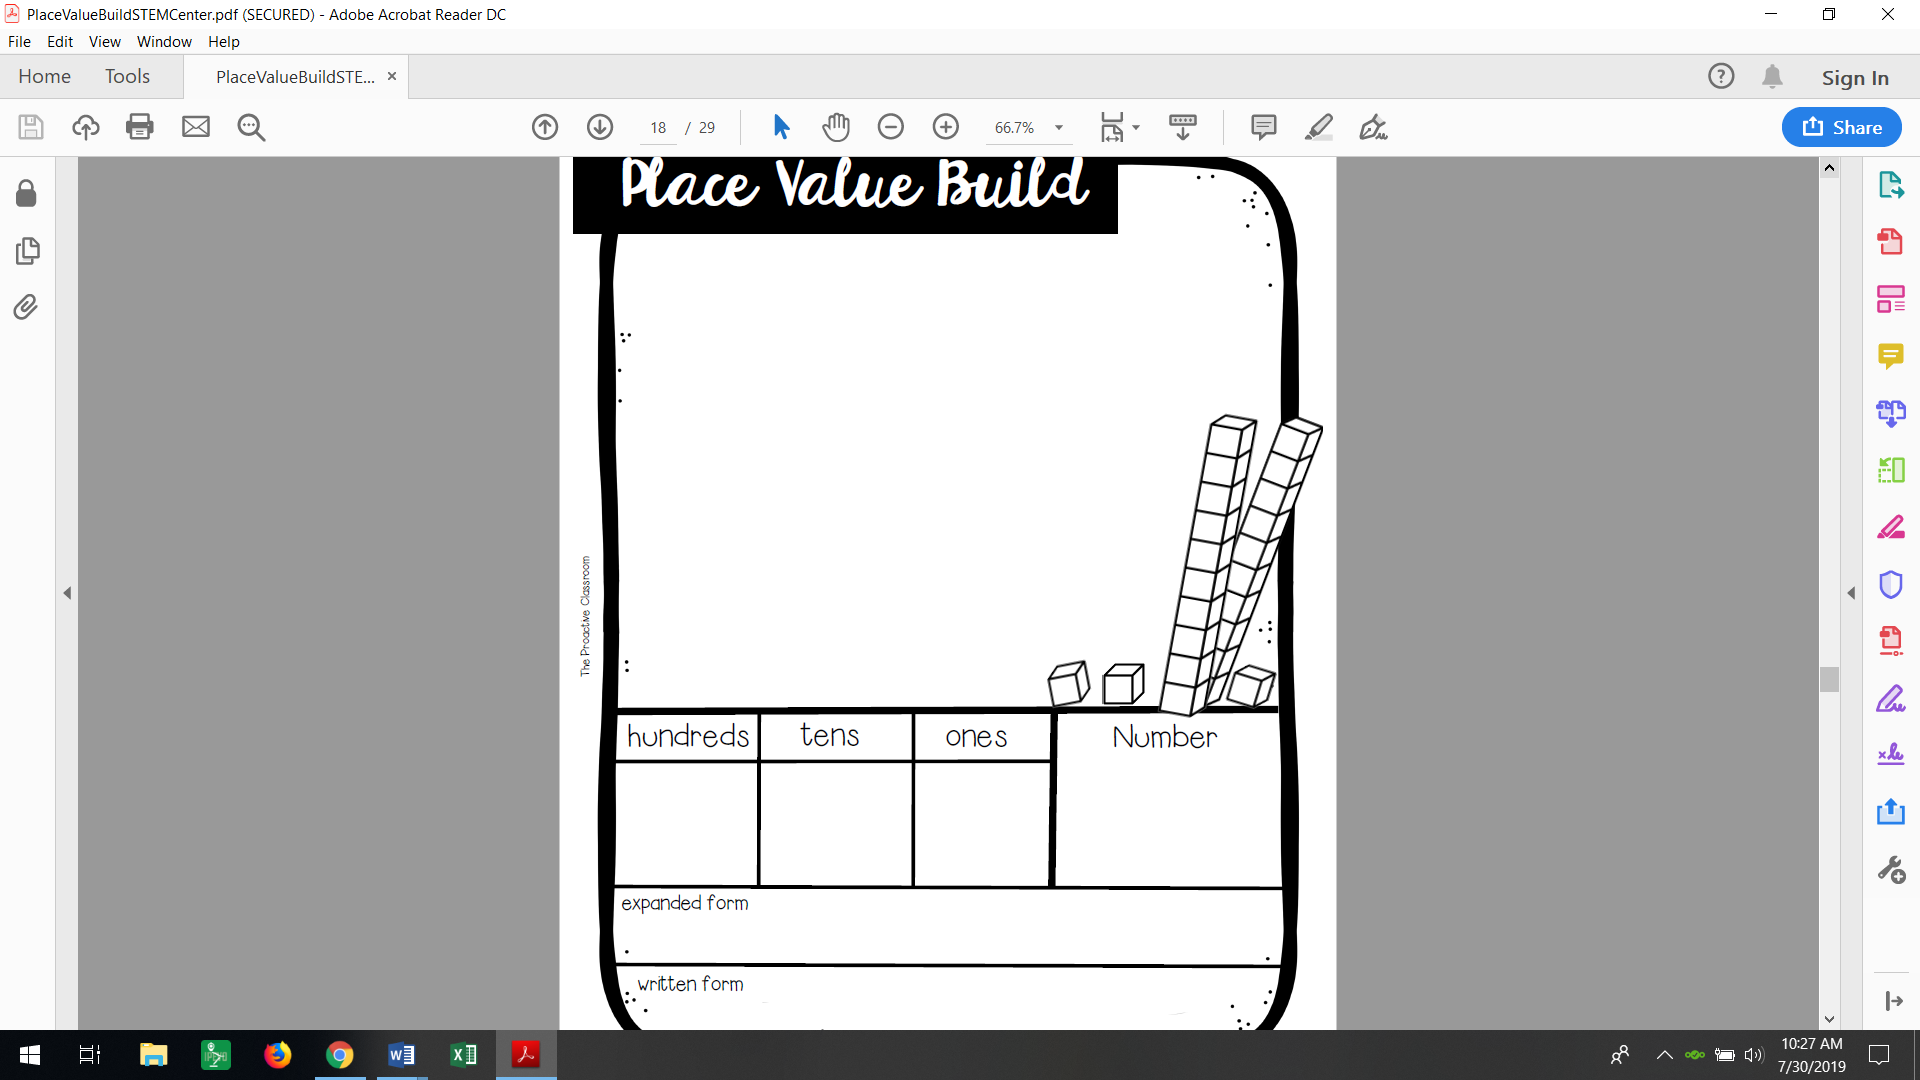 PlaceValueBuildSTEMCenter.pdf (SECURED) - Adobe Acrobat Reader DC
File Edit View Window Help
Home Tools PlaceValueBuildSTE... × Sign In
18 / 29 66.7% Share
Place Value Build
The Proactive Classroom
hundreds tens ones Number
expanded form
written form
10:27 AM
7/30/2019